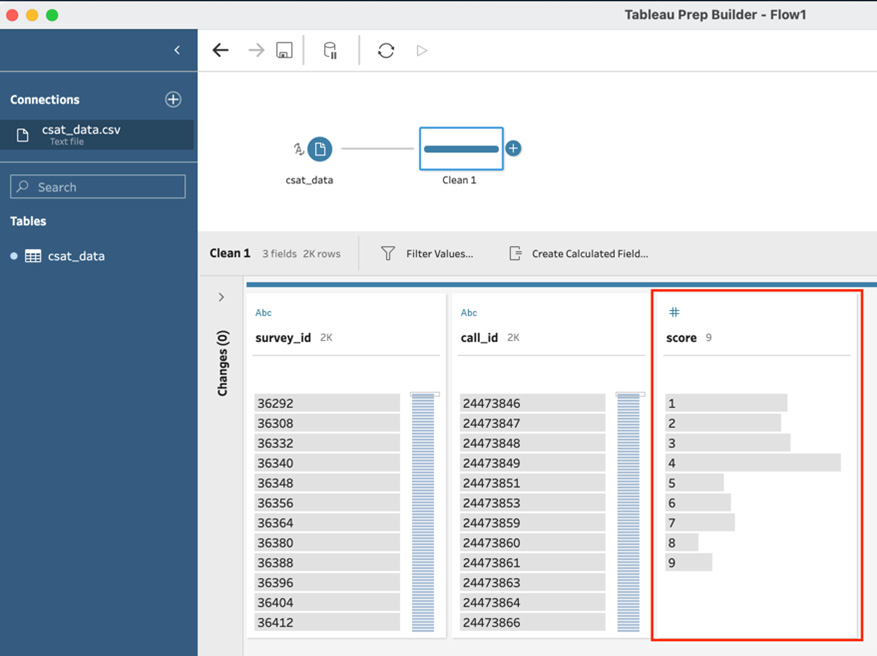 Tableau Prep Builder - Flow1
Connections
csat_data.csv
Text file
Search
Tables
csat_data
csat_data
Clean 1
Clean 1 3 fields 2K rows Filter Values... Create Calculated Field...
Changes (0)
Abc
survey_id 2K
36292
36308
36332
36340
36348
36356
36364
36380
36388
36396
36404
36412
Abc
call_id 2K
24473846
24473847
24473848
24473849
24473851
24473853
24473859
24473860
24473861
24473863
24473864
24473866
#
score 9
1
2
3
4
5
6
7
8
9